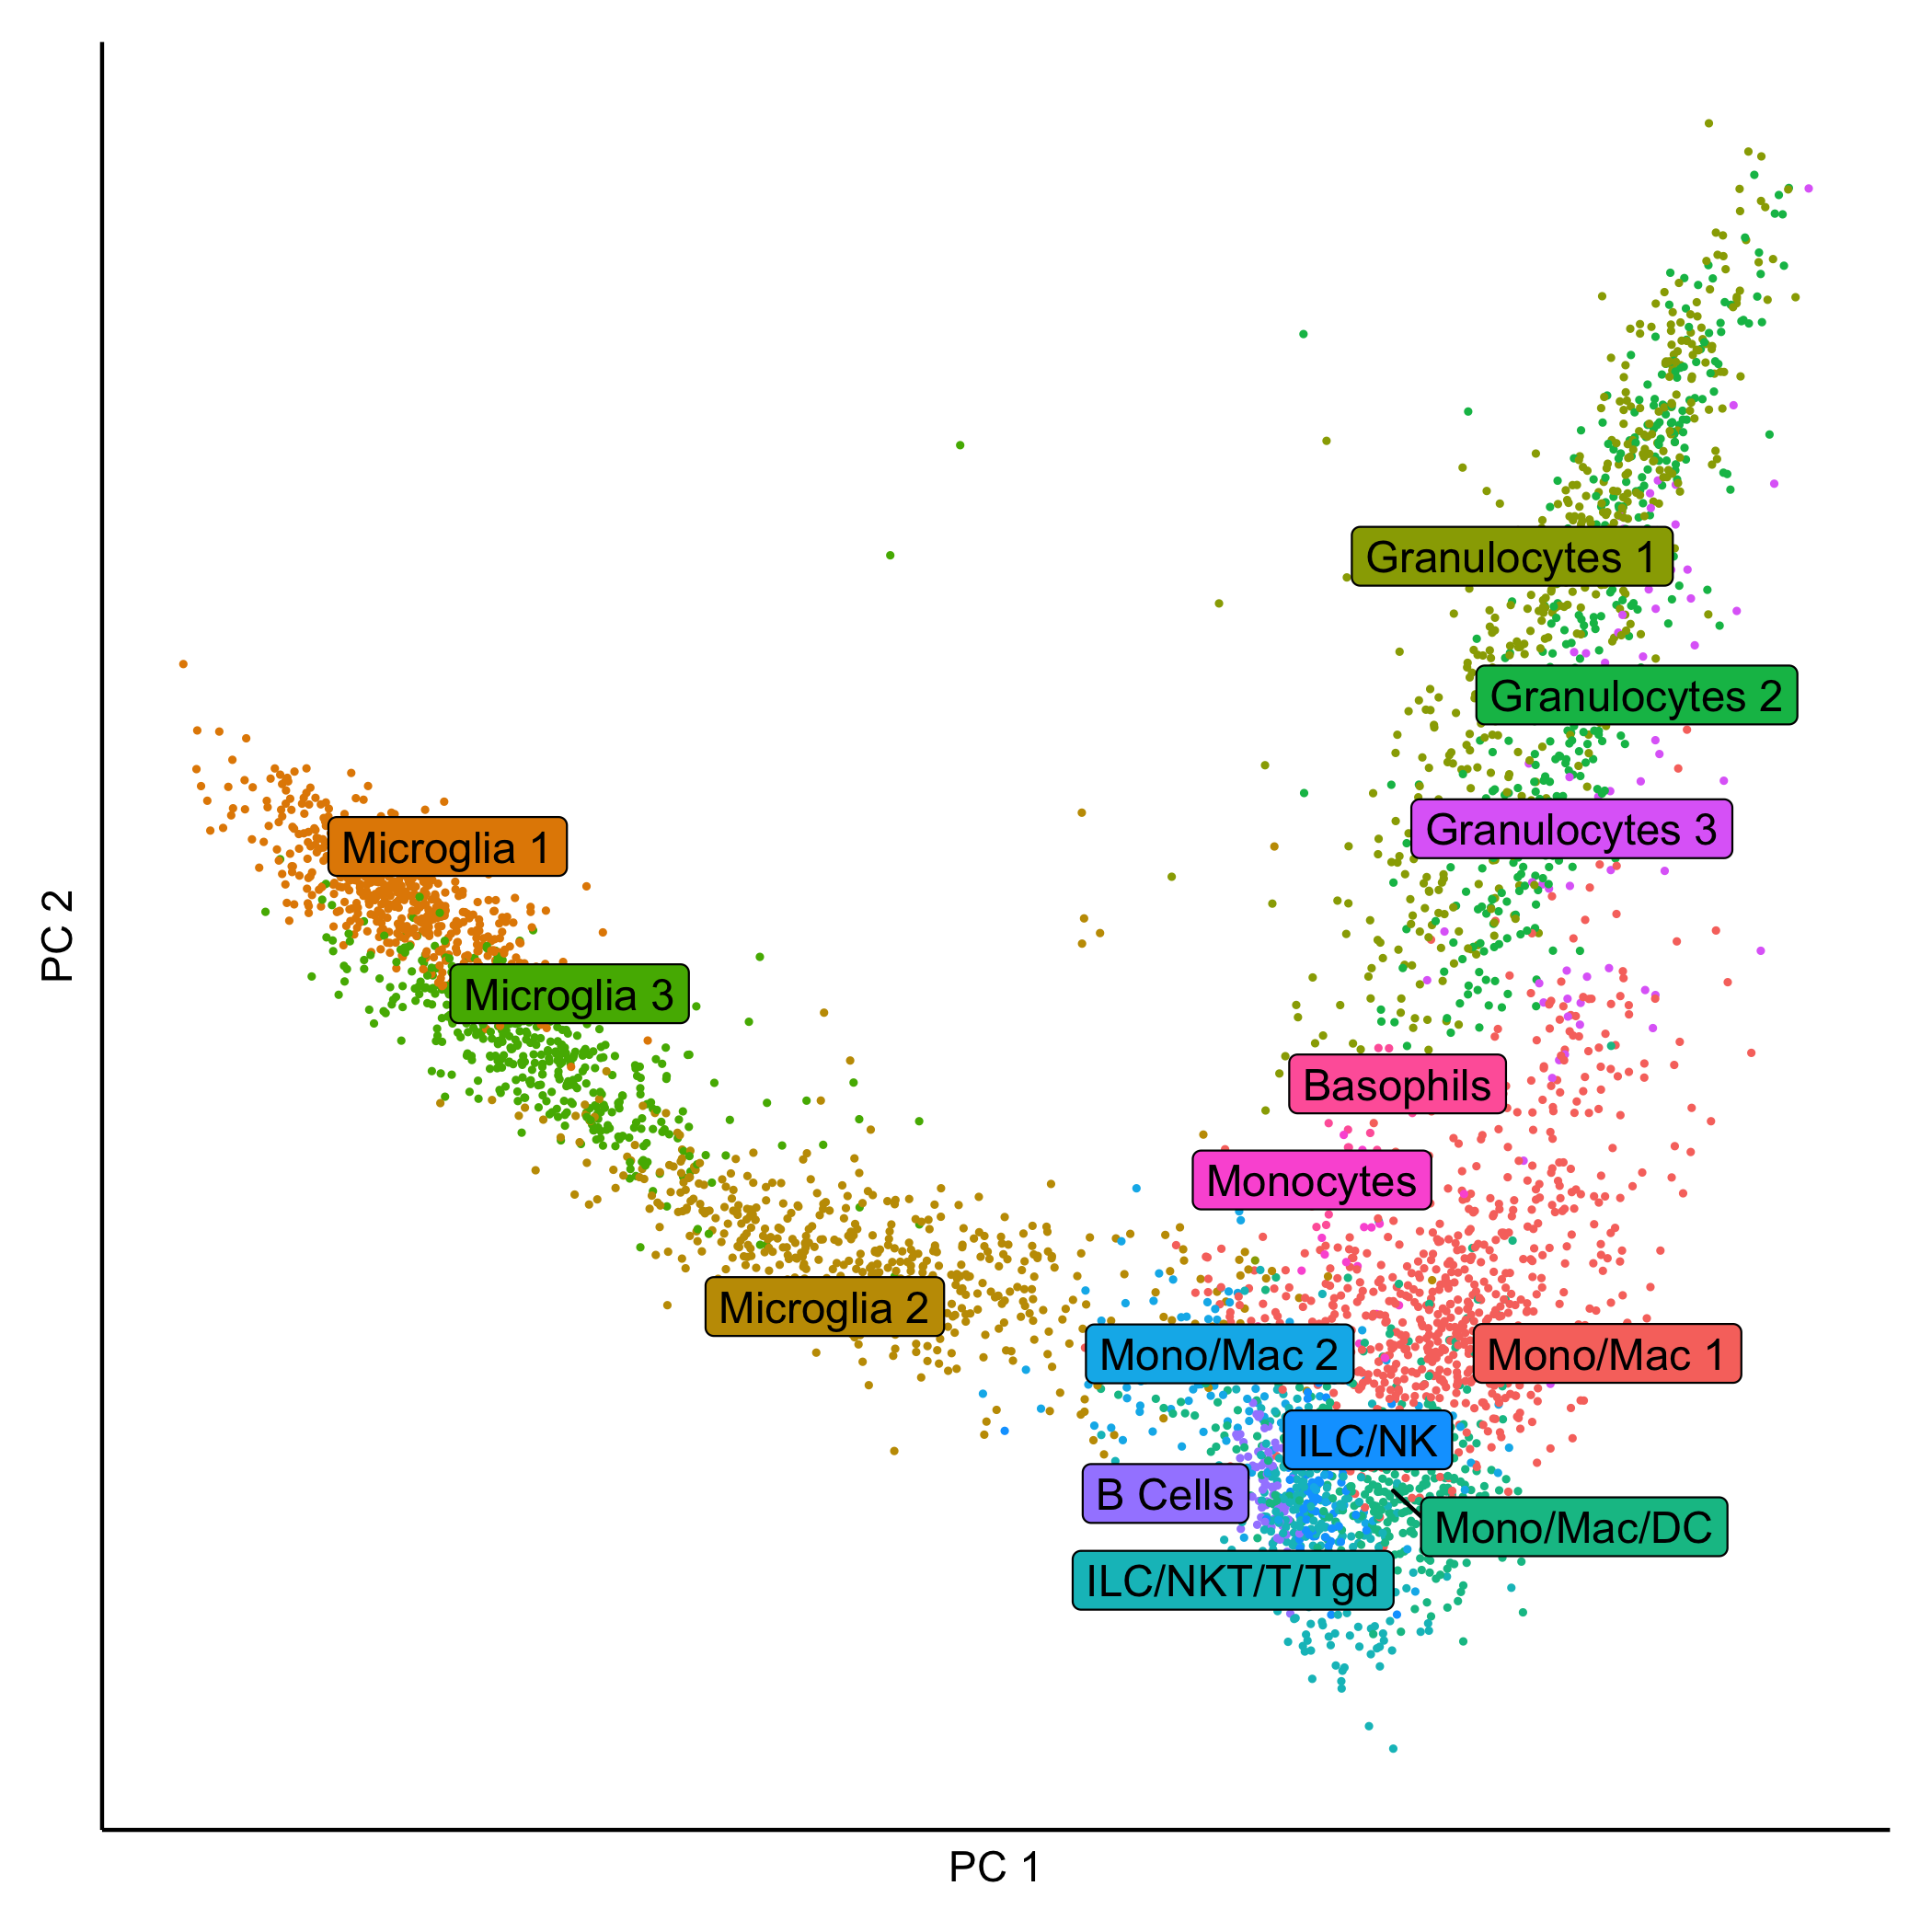 Granulocytes 1
Granulocytes 2
Granulocytes 3
Microglia 1
Microglia 3
Basophils
Monocytes
Microglia 2
Mono/Mac 2
Mono/Mac 1
ILC/NK
B Cells
Mono/Mac/DC
ILC/NKT/T/Tgd
PC 2
PC 1